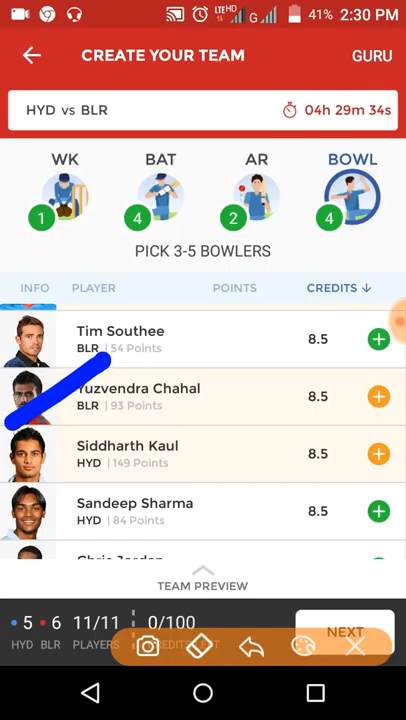 LTE HD G 41% 2:30 PM
CREATE YOUR TEAM GURU
HYD vs BLR 04h 29m 34s
WK BAT AR BOWL
1 4 2 4
PICK 3-5 BOWLERS
INFO PLAYER POINTS CREDITS ↓
Tim Southee
BLR | 54 Points 8.5
Yuzvendra Chahal
BLR | 93 Points 8.5
Siddharth Kaul
HYD | 149 Points 8.5
Sandeep Sharma
HYD | 84 Points 8.5
Chris Jordan
TEAM PREVIEW
5 6 11/11 0/100
HYD BLR PLAYERS CREDITS LEFT
NEXT